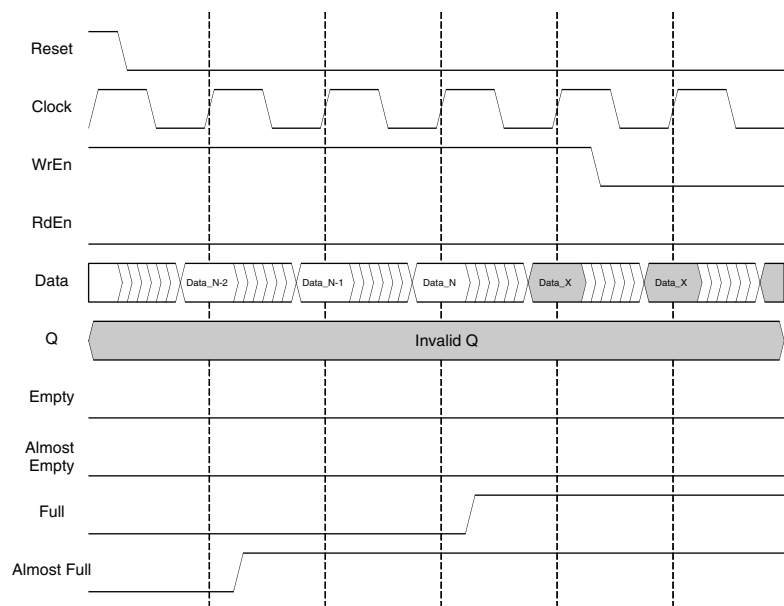 Reset
Clock
WrEn
RdEn
Data
Data_N-2
Data_N-1
Data_N
Data_X
Data_X
Q
Invalid Q
Empty
Almost
Empty
Full
Almost Full